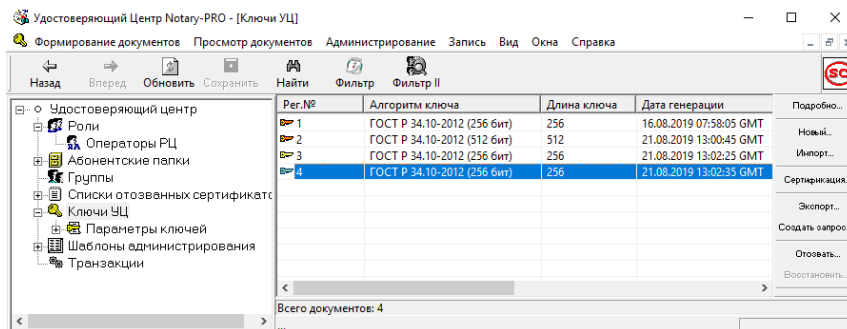 Удостоверяющий Центр Notary-PRO - [Ключи УЦ]
Формирование документов Просмотр документов Администрирование Запись Вид Окна Справка
Назад Вперед Обновить Сохранить Найти Фильтр Фильтр II
Удостоверяющий центр
Роли
Операторы РЦ
Абонентские папки
Группы
Списки отозванных сертификатс
Ключи УЦ
Параметры ключей
Шаблоны администрирования
Транзакции
Рег.№ Алгоритм ключа Длина ключа Дата генерации
1 ГОСТ Р 34.10-2012 (256 бит) 256 16.08.2019 07:58:05 GMT
2 ГОСТ Р 34.10-2012 (512 бит) 512 21.08.2019 13:00:45 GMT
3 ГОСТ Р 34.10-2012 (256 бит) 256 21.08.2019 13:02:25 GMT
4 ГОСТ Р 34.10-2012 (256 бит) 256 21.08.2019 13:02:35 GMT
Всего документов: 4
Подробно...
Новый...
Импорт...
Сертификация.
Экспорт...
Создать запрос.
Отозвать...
Восстановить..